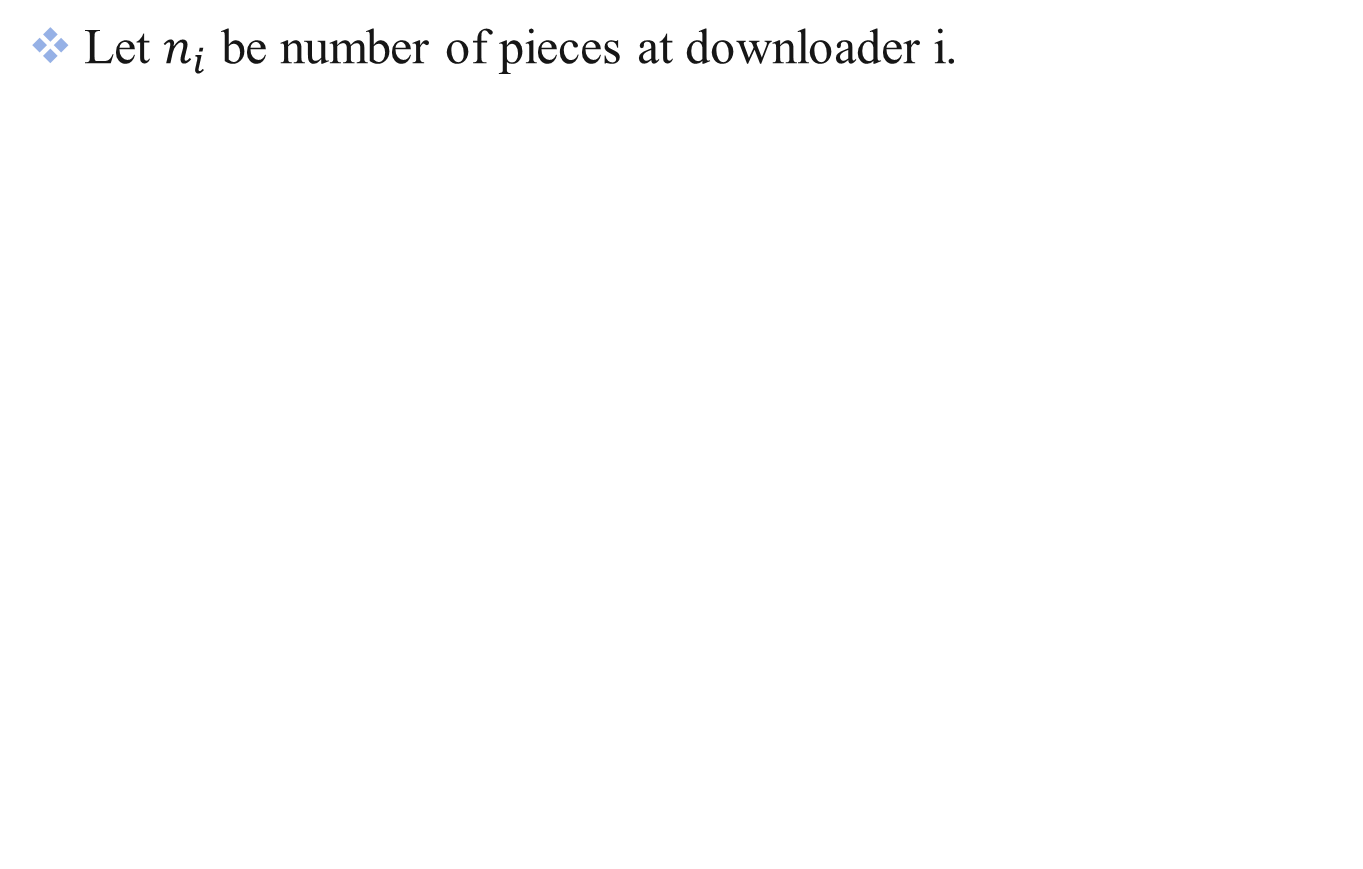 ❖ Let 𝑛ᵢ be number of pieces at downloader i.